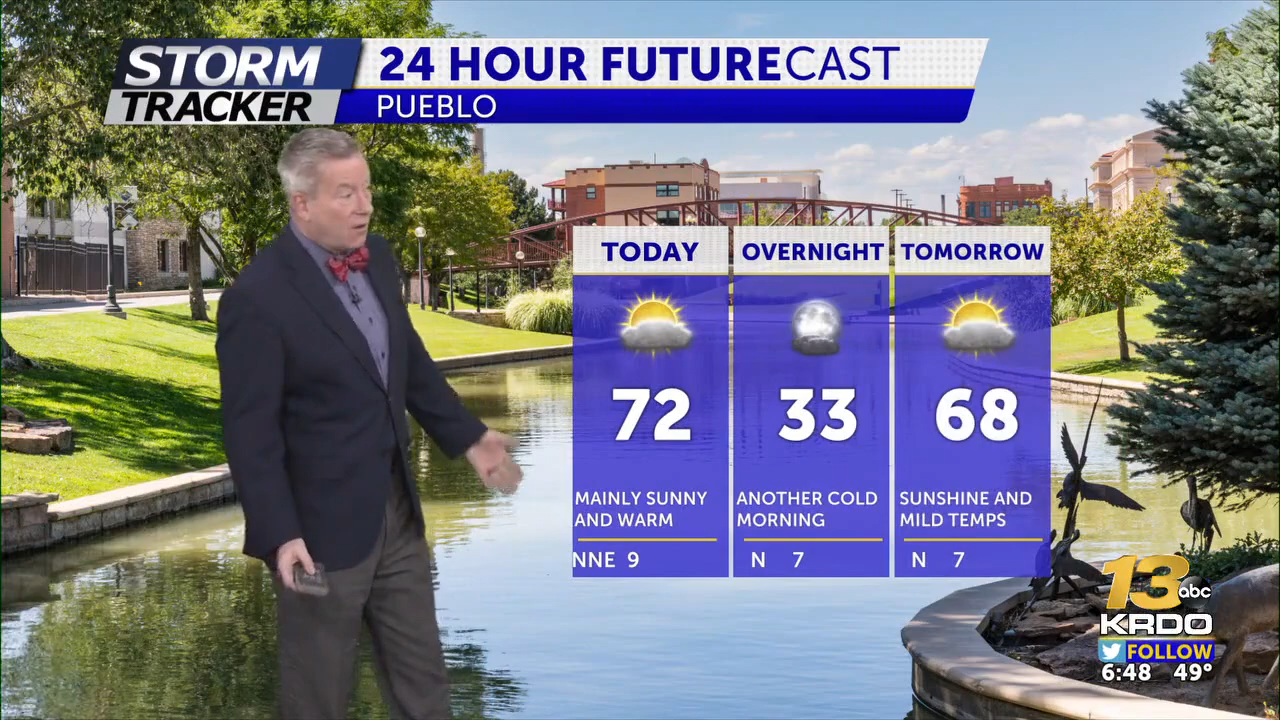 STORM
TRACKER
24 HOUR FUTURECAST
PUEBLO
TODAY
72
MAINLY SUNNY
AND WARM
NNE 9
OVERNIGHT
33
ANOTHER COLD
MORNING
N 7
TOMORROW
68
SUNSHINE AND
MILD TEMPS
N 7
13
abc
KRDO
FOLLOW
6:48 49°